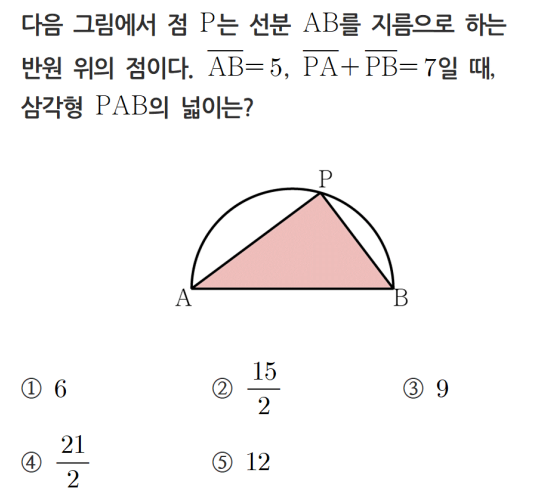 다음 그림에서 점 P는 선분 AB를 지름으로 하는
반원 위의 점이다. $\overline{AB}=5$, $\overline{PA}+\overline{PB}=7$일 때,
삼각형 PAB의 넓이는?
P
A B
① 6 ② $\frac{15}{2}$ ③ 9
④ $\frac{21}{2}$ ⑤ 12